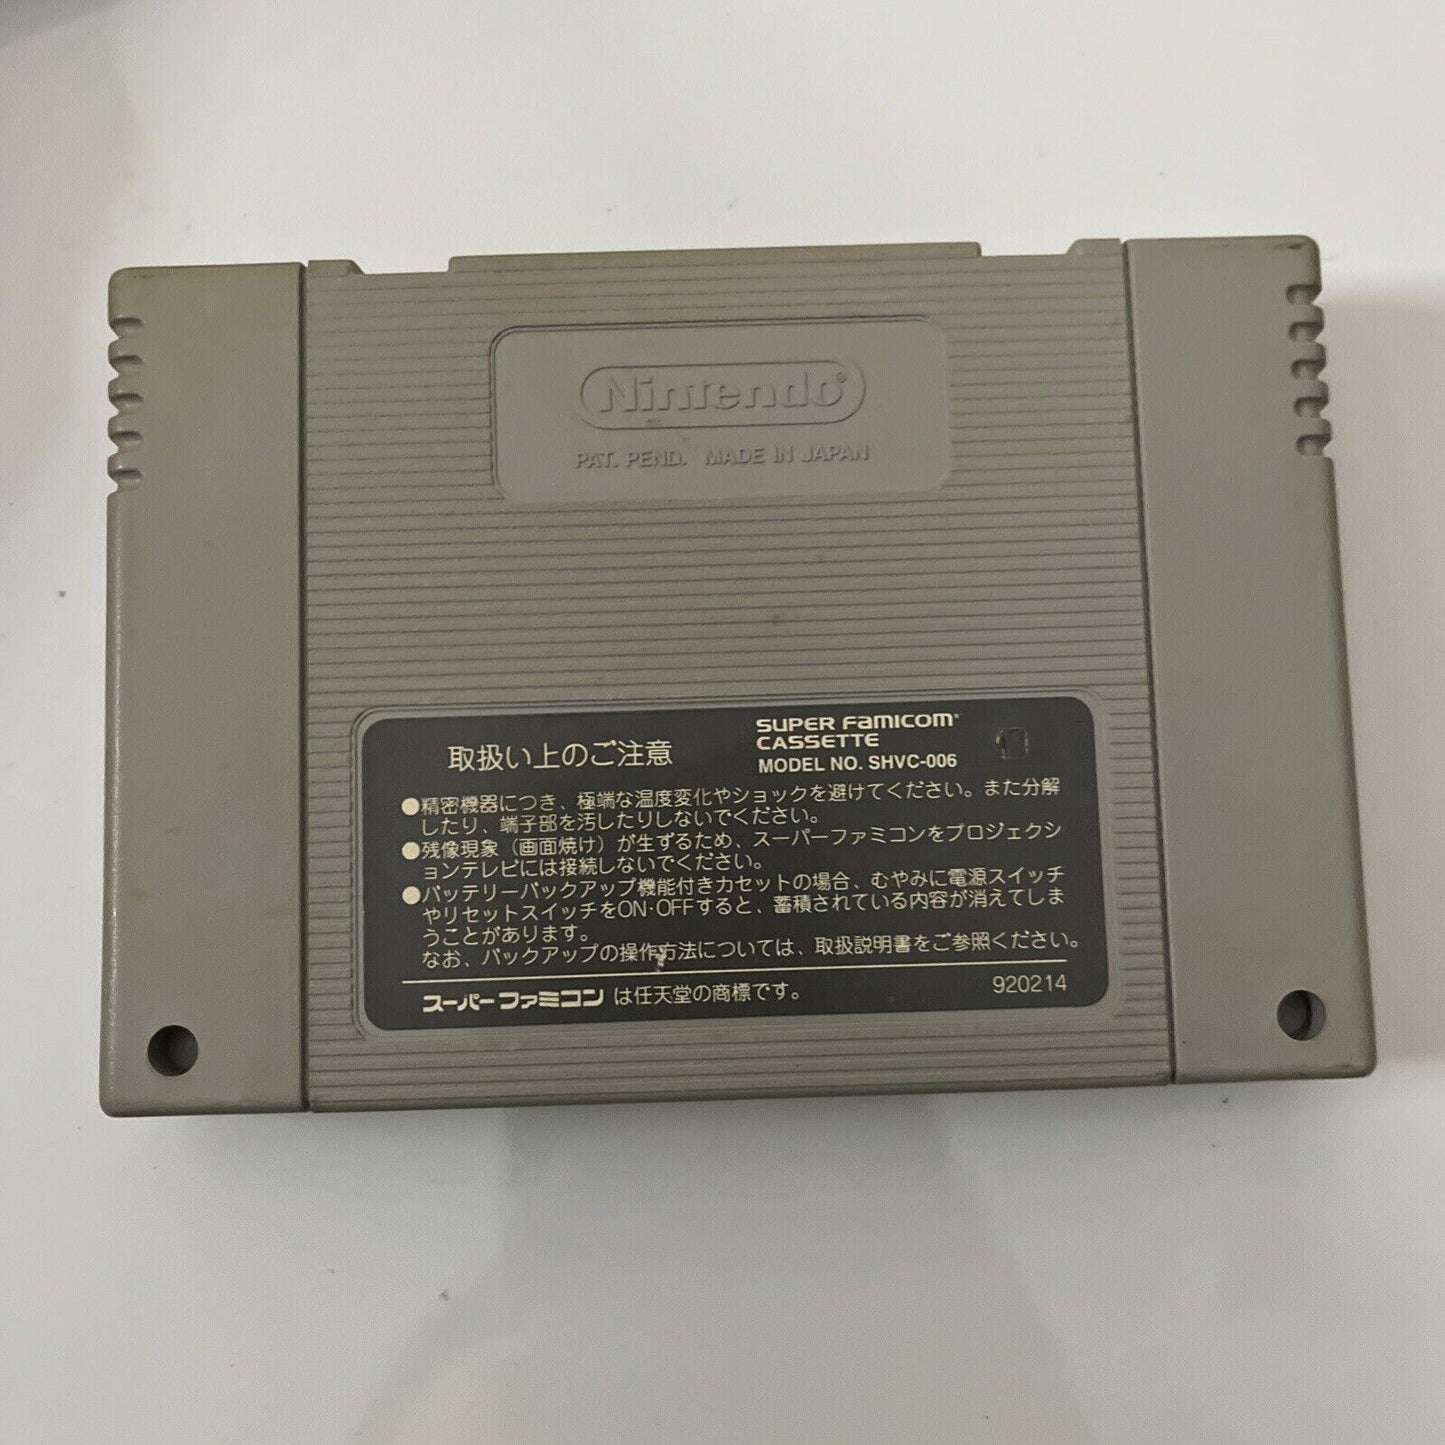 Nintendo®
PAT. PEND. MADE IN JAPAN
取扱い上のご注意
SUPER FAMICOM
CASSETTE
MODEL NO. SHVC-006
●精密機器につき、極端な温度変化やショックを避けてください。また分解
したり、端子部を汚したりしないでください。
●残像現象(画面焼け)が生ずるため、スーパーファミコンをプロジェクシ
ョンテレビには接続しないでください。
●バッテリーバックアップ機能付きカセットの場合、むやみに電源スイッチ
やリセットスイッチをON・OFFすると、蓄積されている内容が消えてしま
うことがあります。
なお、バックアップの操作方法については、取扱説明書をご参照ください。
スーパーファミコン は任天堂の商標です。
920214